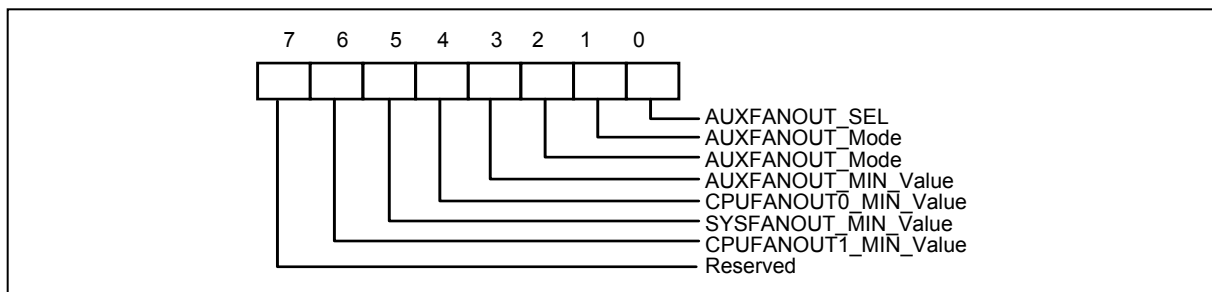 7 6 5 4 3 2 1 0
AUXFANOUT_SEL
AUXFANOUT_Mode
AUXFANOUT_Mode
AUXFANOUT_MIN_Value
CPUFANOUT0_MIN_Value
SYSFANOUT_MIN_Value
CPUFANOUT1_MIN_Value
Reserved